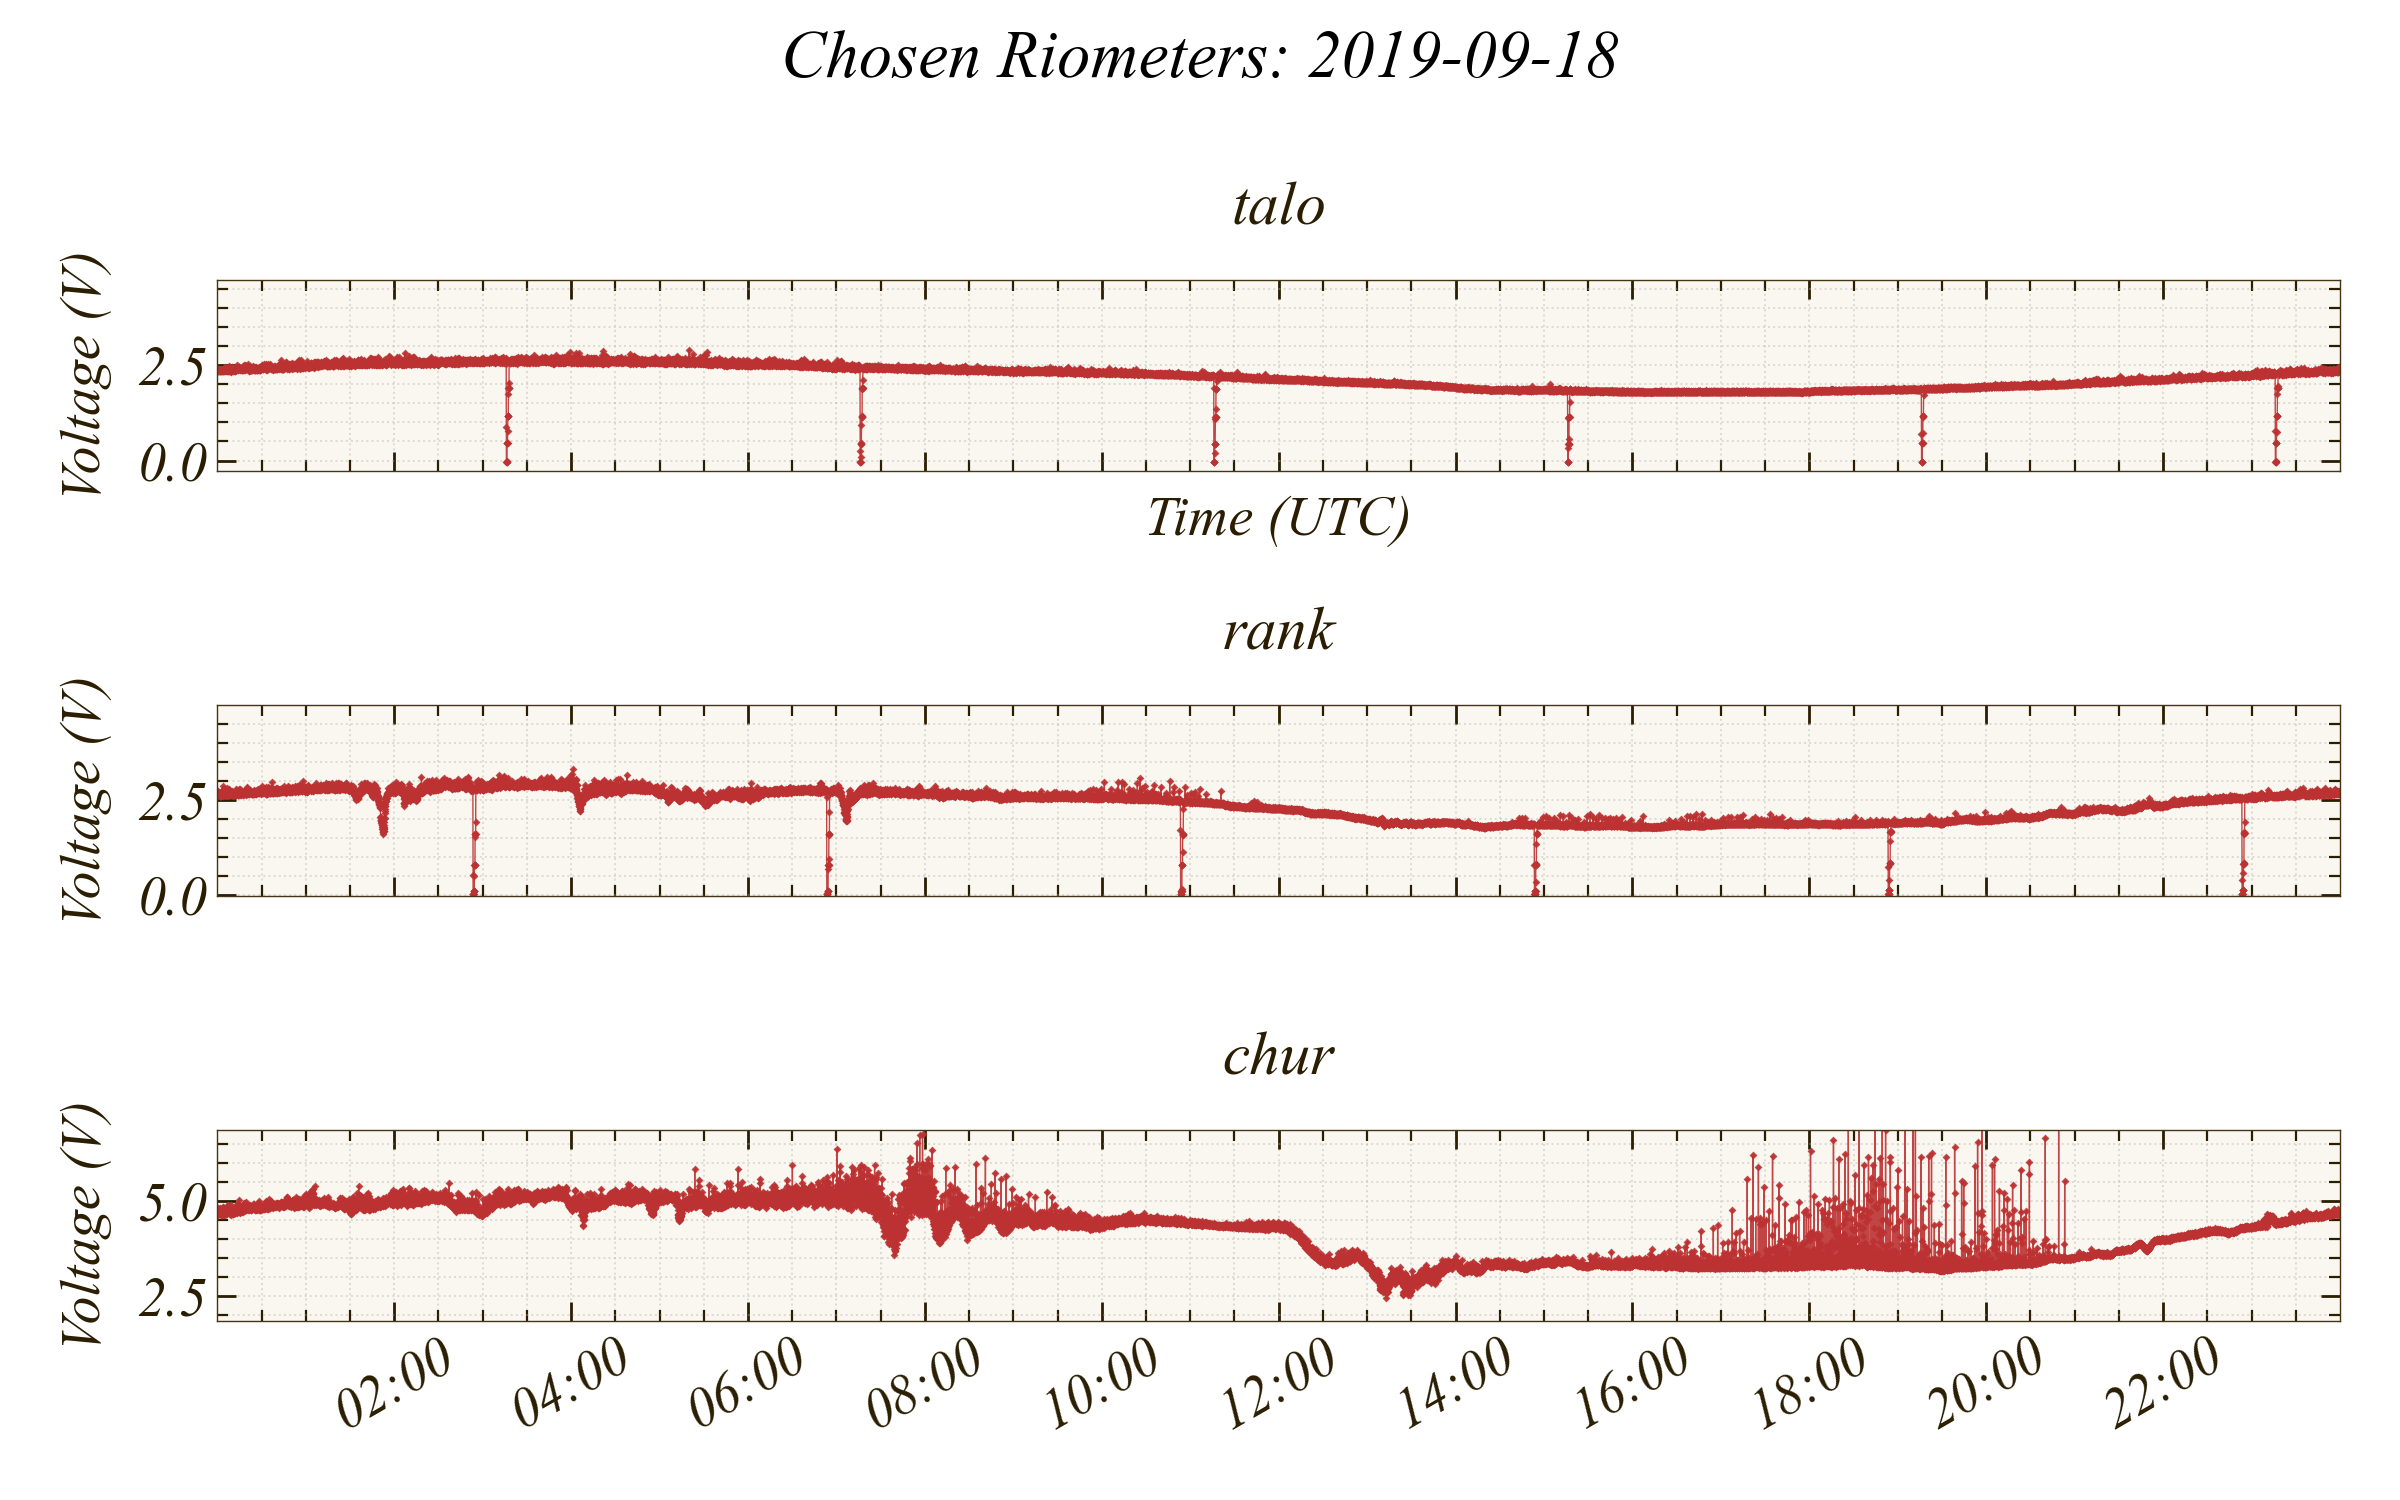 Chosen Riometers: 2019-09-18
talo
Voltage (V)
2.5
0.0
Time (UTC)
rank
Voltage (V)
2.5
0.0
chur
Voltage (V)
5.0
2.5
02:00 04:00 06:00 08:00 10:00 12:00 14:00 16:00 18:00 20:00 22:00